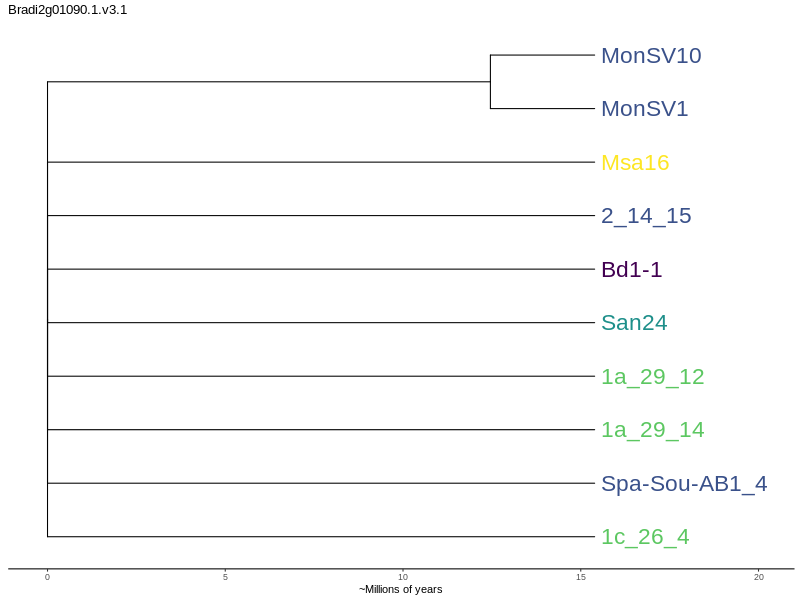 Bradi2g01090.1.v3.1
MonSV10
MonSV1
Msa16
2_14_15
Bd1-1
San24
1a_29_12
1a_29_14
Spa-Sou-AB1_4
1c_26_4
0 5 10 15 20
~Millions of years